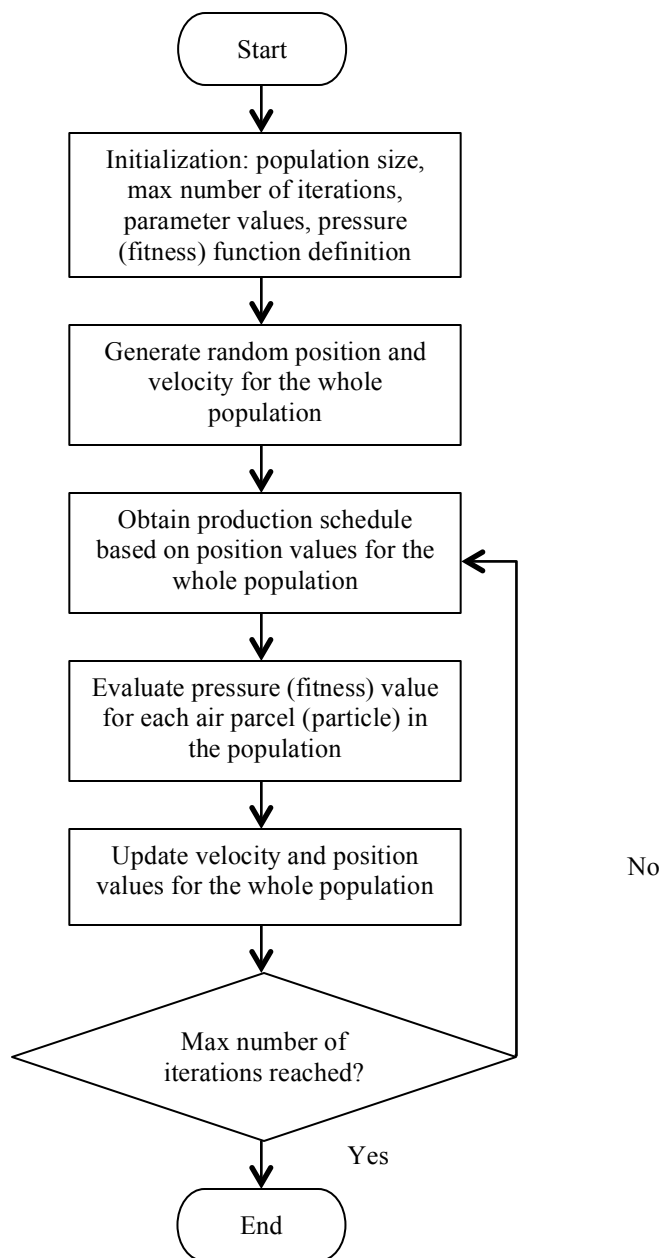 Start
Initialization: population size,
max number of iterations,
parameter values, pressure
(fitness) function definition
Generate random position and
velocity for the whole
population
Obtain production schedule
based on position values for the
whole population
Evaluate pressure (fitness) value
for each air parcel (particle) in
the population
Update velocity and position
values for the whole population
No
Max number of
iterations reached?
Yes
End